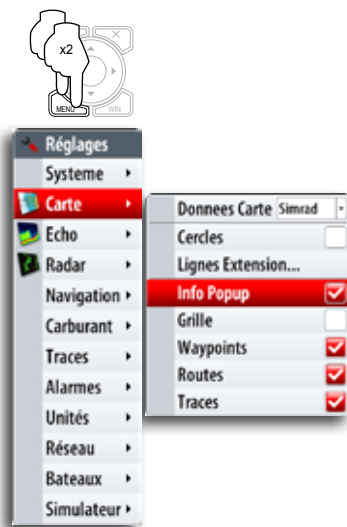 x2
MENU
WIN
Réglages
Systeme
Carte
Echo
Radar
Navigation
Carburant
Traces
Alarmes
Unités
Réseau
Bateaux
Simulateur
Donnees Carte Simrad
Cercles
Lignes Extension...
Info Popup
Grille
Waypoints
Routes
Traces